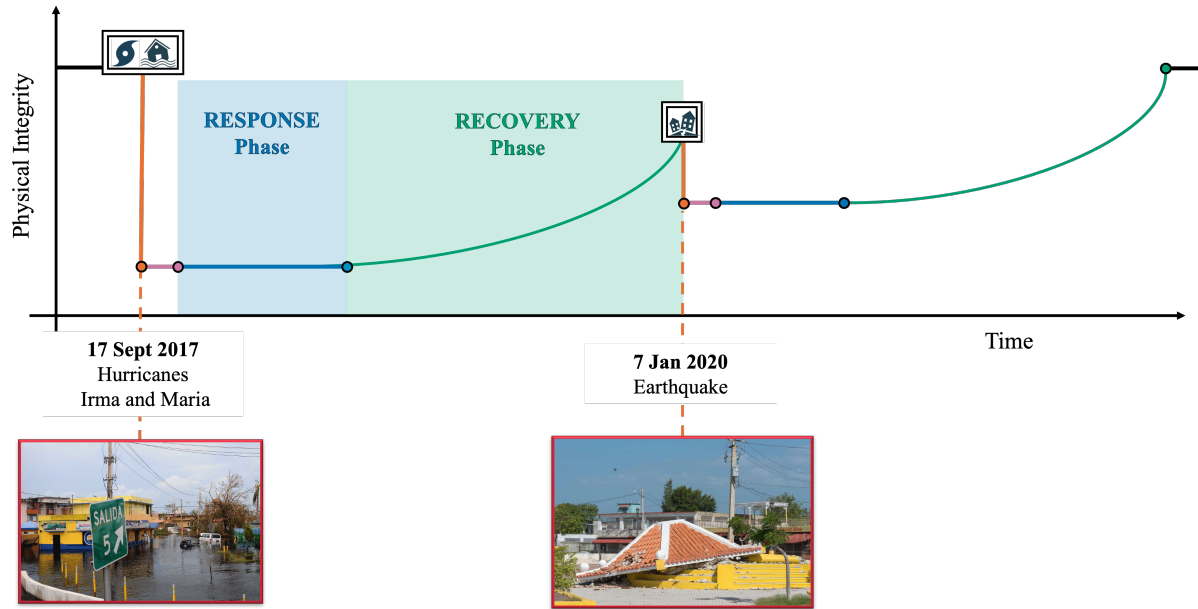 Physical Integrity
RESPONSE
Phase
RECOVERY
Phase
Time
17 Sept 2017
Hurricanes
Irma and Maria
7 Jan 2020
Earthquake
SALIDA
5